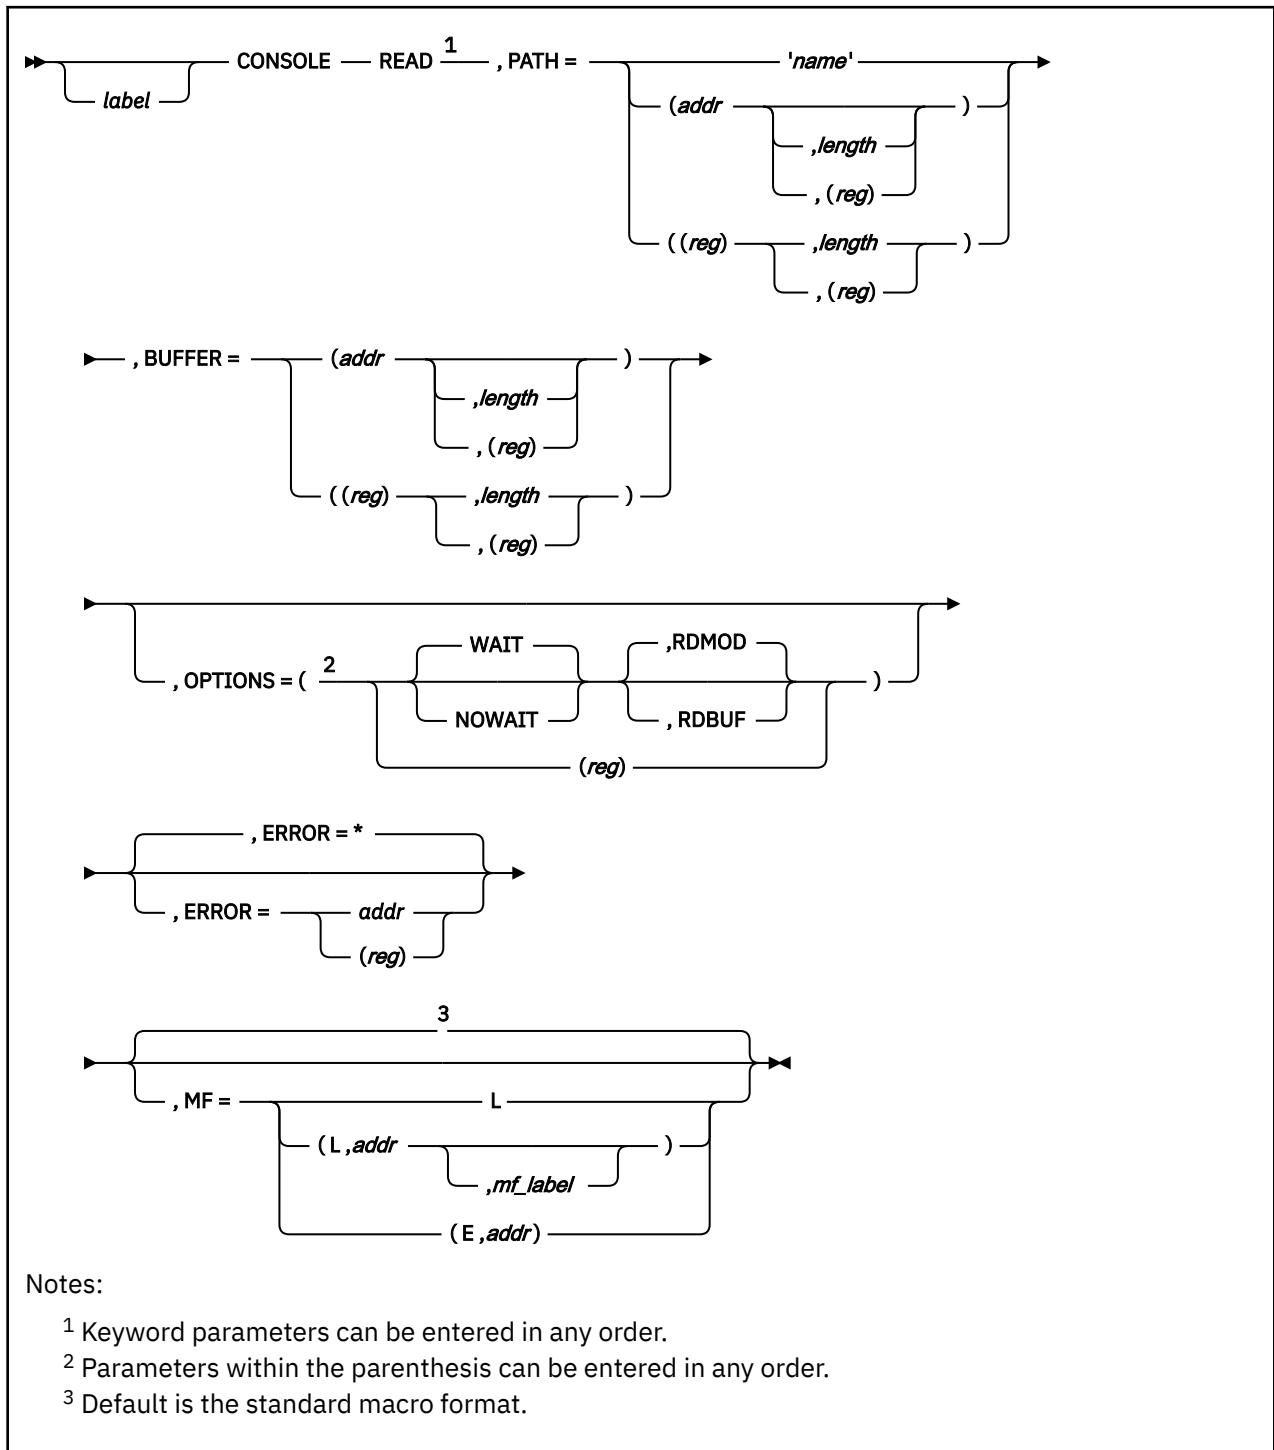 1
CONSOLE READ , PATH = 'name'
label (addr )
,length
, (reg)
((reg) ,length )
, (reg)
, BUFFER = (addr )
,length
, (reg)
((reg) ,length )
, (reg)
WAIT ,RDMOD
, OPTIONS = ( 2 )
NOWAIT , RDBUF
(reg)
, ERROR = *
, ERROR = addr
(reg)
3
, MF = L
(L ,addr )
,mf_label
(E ,addr)
Notes:
1 Keyword parameters can be entered in any order.
2 Parameters within the parenthesis can be entered in any order.
3 Default is the standard macro format.